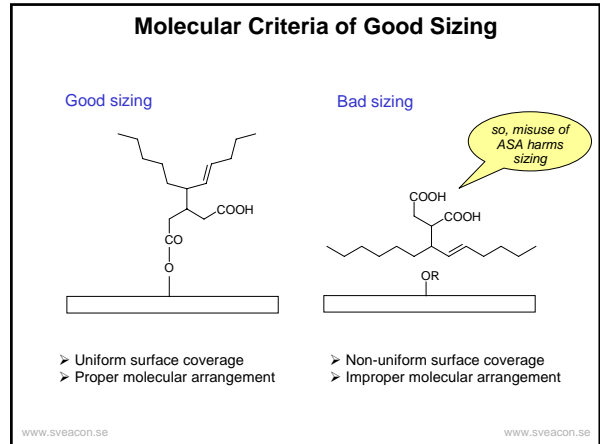 Molecular Criteria of Good Sizing
Good sizing
Bad sizing
so, misuse of
ASA harms
sizing
COOH
CO
O
COOH
COOH
OR
➢ Uniform surface coverage
➢ Proper molecular arrangement
➢ Non-uniform surface coverage
➢ Improper molecular arrangement
www.sveacon.se
www.sveacon.se